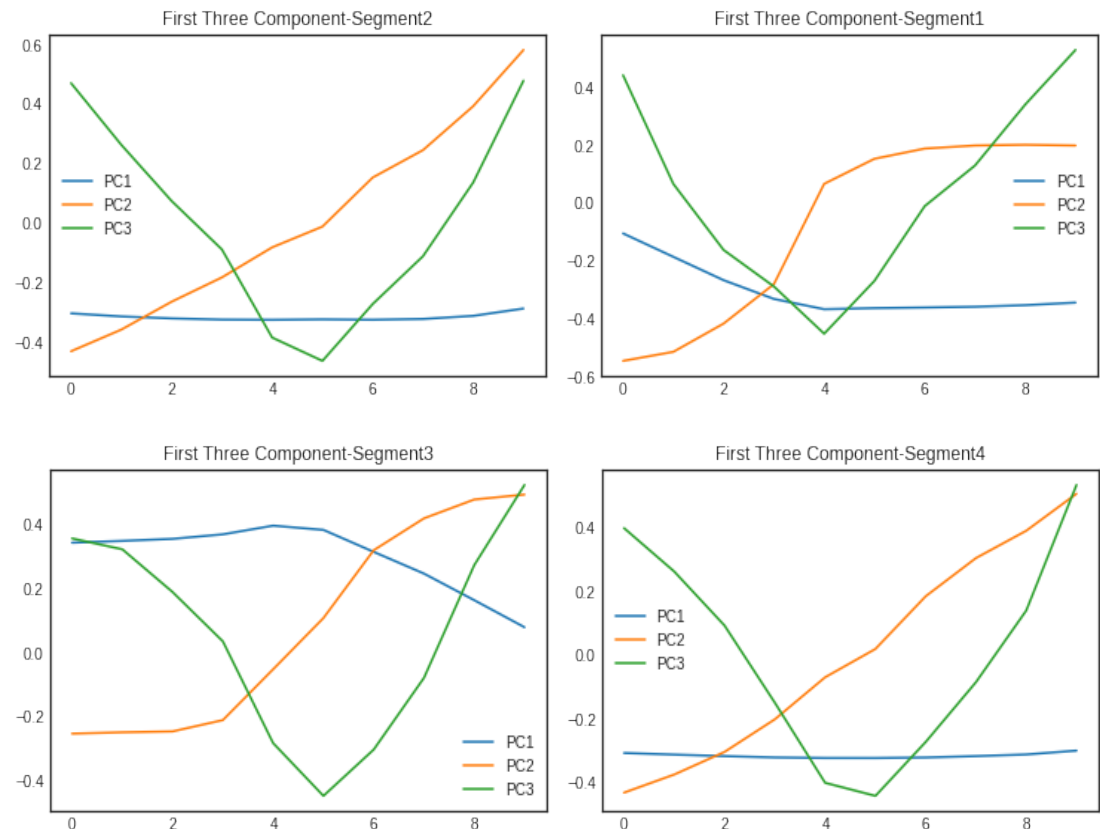 First Three Component-Segment2
0.6
0.4
0.2
0.0
−0.2
−0.4
PC1
PC2
PC3
0 2 4 6 8
First Three Component-Segment1
0.4
0.2
0.0
−0.2
−0.4
−0.6
PC1
PC2
PC3
0 2 4 6 8
First Three Component-Segment3
0.4
0.2
0.0
−0.2
−0.4
PC1
PC2
PC3
0 2 4 6 8
First Three Component-Segment4
0.4
0.2
0.0
−0.2
−0.4
PC1
PC2
PC3
0 2 4 6 8